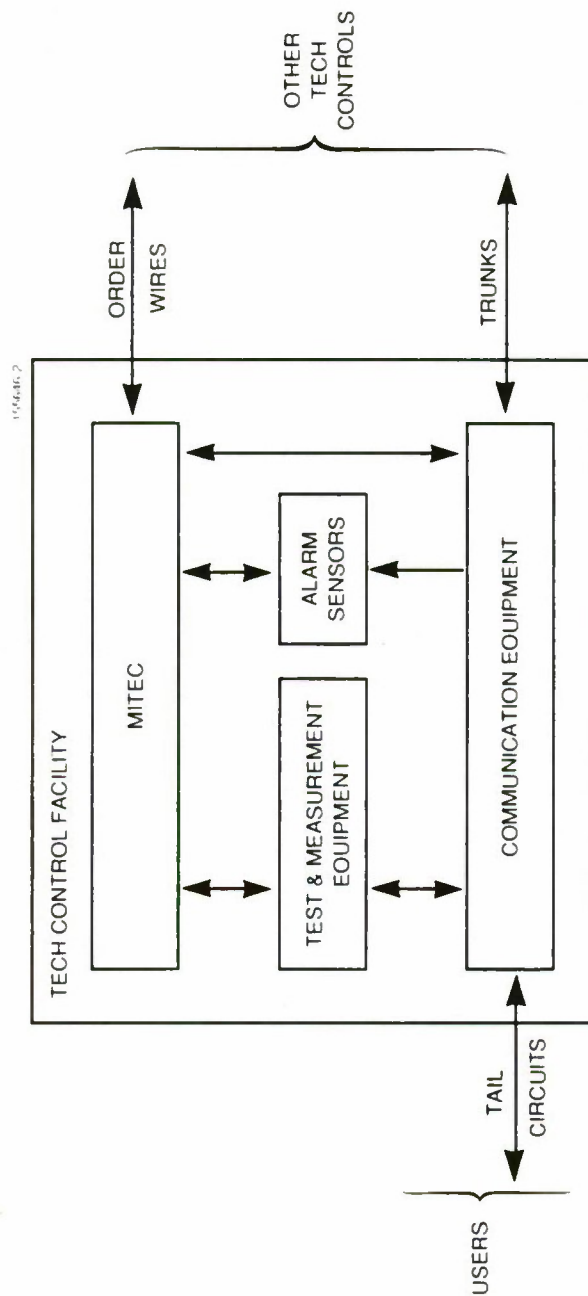 TECH CONTROL FACILITY
MITEC
TEST & MEASUREMENT
EQUIPMENT
ALARM
SENSORS
COMMUNICATION EQUIPMENT
USERS
TAIL
CIRCUITS
ORDER
WIRES
TRUNKS
OTHER
TECH
CONTROLS